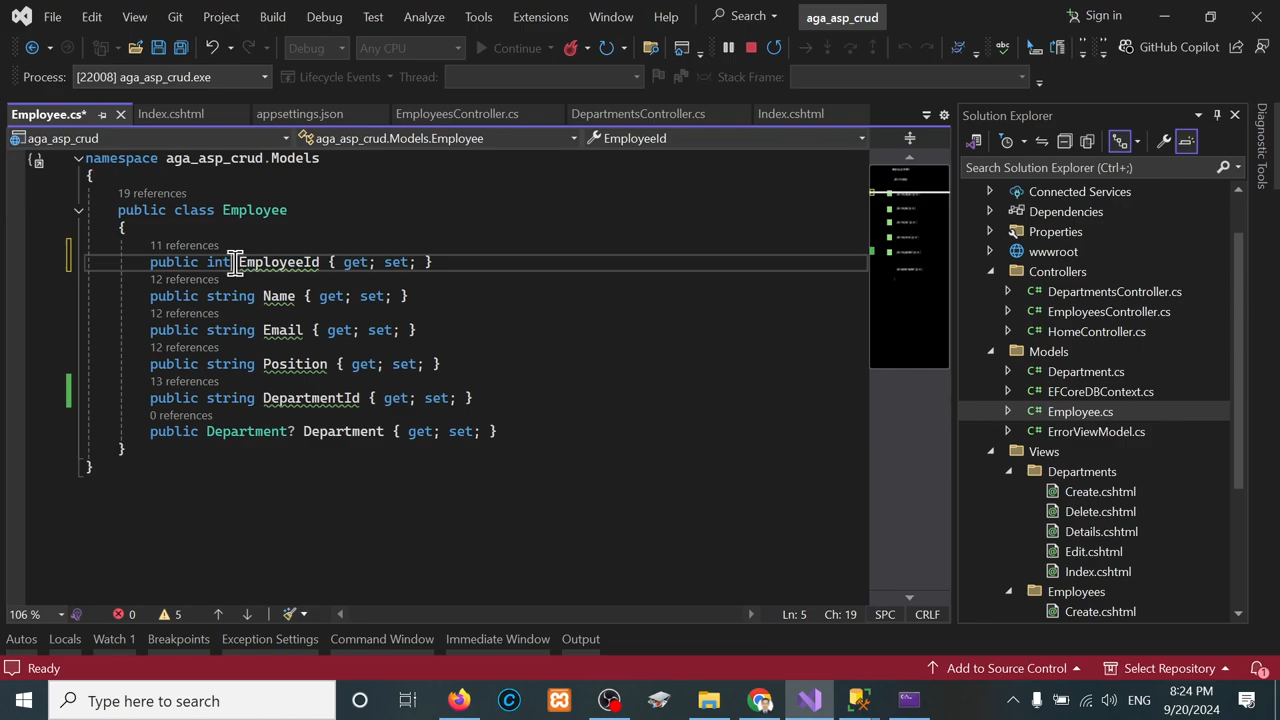 File Edit View Git Project Build Debug Test Analyze Tools Extensions Window Help Search aga_asp_crud Sign in
Debug Any CPU Continue GitHub Copilot
Process: [22008] aga_asp_crud.exe Lifecycle Events Thread: Stack Frame:
Employee.cs* Index.cshtml appsettings.json EmployeesController.cs DepartmentsController.cs Index.cshtml
aga_asp_crud aga_asp_crud.Models.Employee EmployeeId
namespace aga_asp_crud.Models
{
19 references
public class Employee
{
11 references
public int EmployeeId { get; set; }
12 references
public string Name { get; set; }
12 references
public string Email { get; set; }
12 references
public string Position { get; set; }
13 references
public string DepartmentId { get; set; }
0 references
public Department? Department { get; set; }
}
}
106 % 0 5 Ln: 5 Ch: 19 SPC CRLF
Solution Explorer
Search Solution Explorer (Ctrl+;)
Connected Services
Dependencies
Properties
wwwroot
Controllers
C# DepartmentsController.cs
C# EmployeesController.cs
C# HomeController.cs
Models
C# Department.cs
C# EFCoreDBContext.cs
C# Employee.cs
C# ErrorViewModel.cs
Views
Departments
Create.cshtml
Delete.cshtml
Details.cshtml
Edit.cshtml
Index.cshtml
Employees
Create.cshtml
Diagnostic Tools
Autos Locals Watch 1 Breakpoints Exception Settings Command Window Immediate Window Output
Ready Add to Source Control Select Repository 1
Type here to search ENG 8:24 PM
9/20/2024